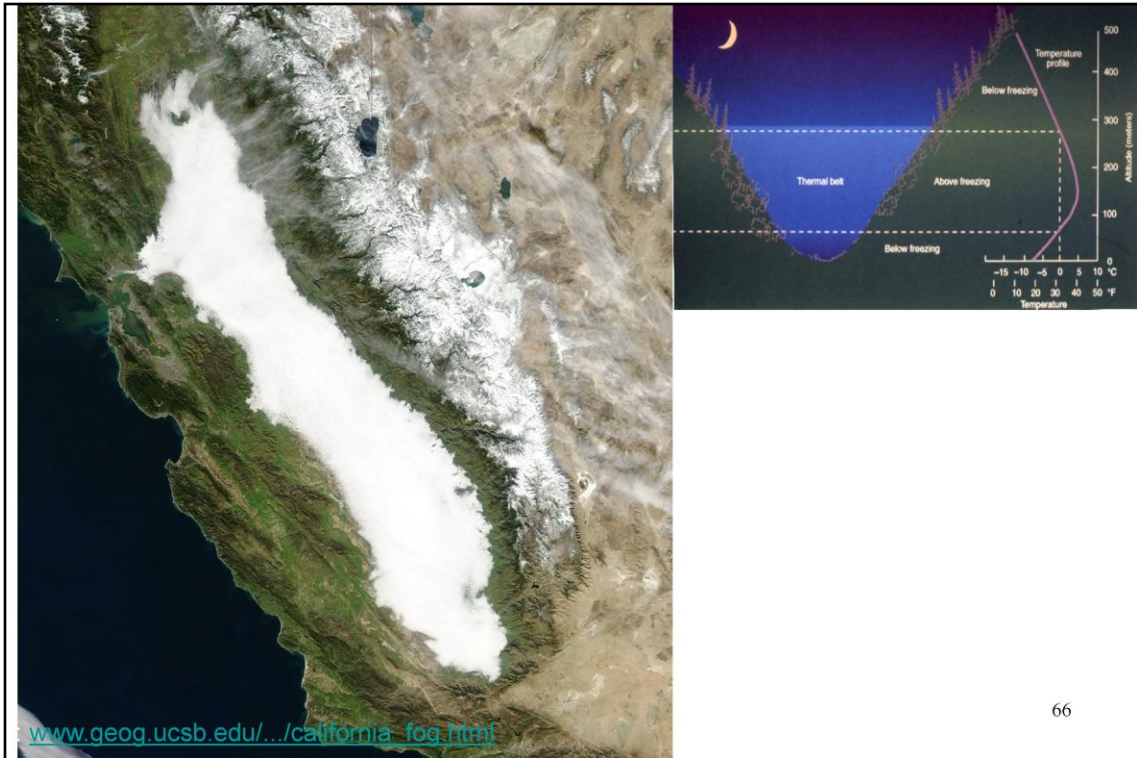 500
Temperature
profile
400
Below freezing
300
Altitude (meters)
Thermal belt
Above freezing
200
100
Below freezing
0
−15 −10 −5 0 5 10 °C
0 10 20 30 40 50 °F
Temperature
: www.geog.ucsb.edu/.../california_fog.html
66